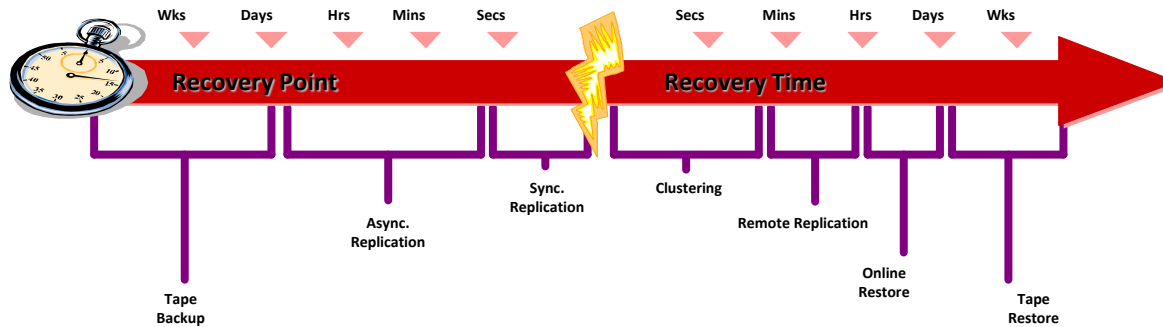 Wks Days Hrs Mins Secs Secs Mins Hrs Days Wks
Recovery Point Recovery Time
Tape
Backup
Async.
Replication
Sync.
Replication
Clustering
Remote Replication
Online
Restore
Tape
Restore